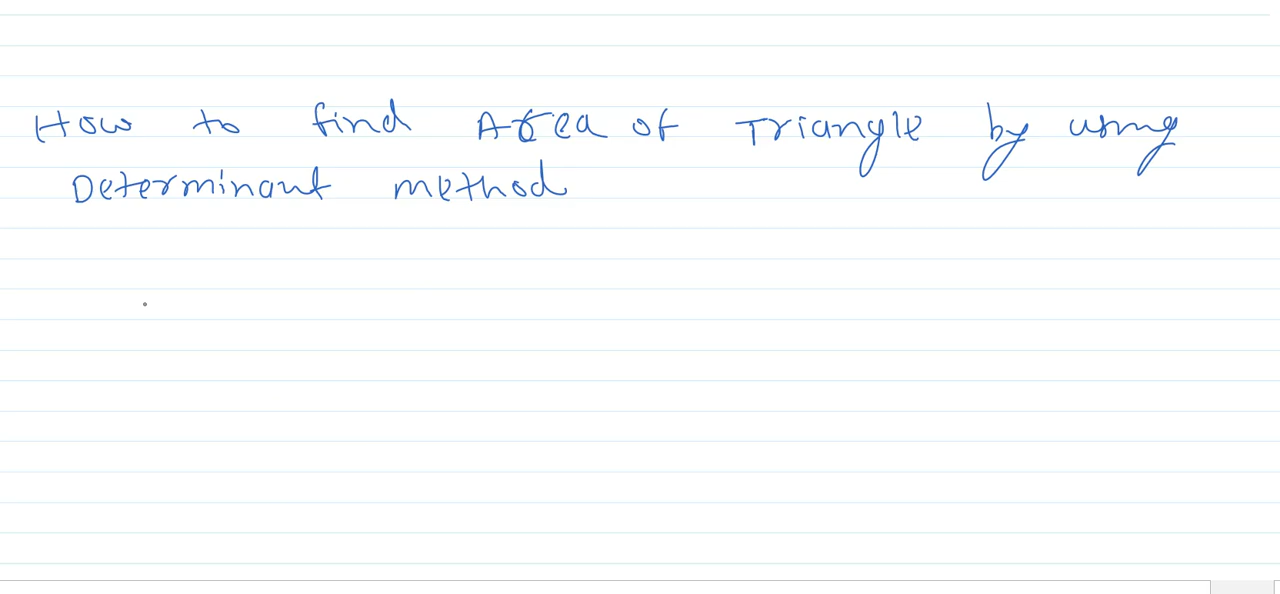 How to find Area of Triangle by using
Determinant method